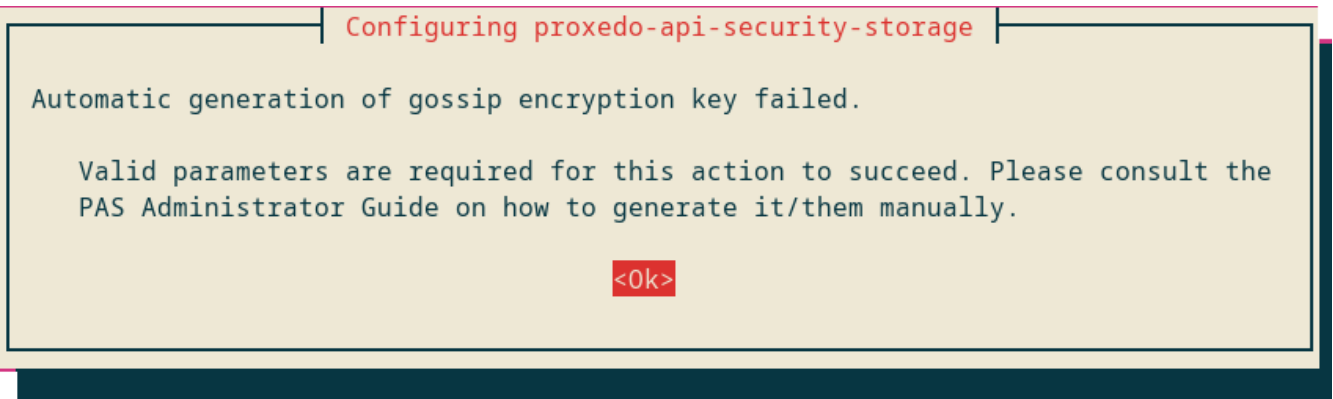 Configuring proxedo-api-security-storage
Automatic generation of gossip encryption key failed.
Valid parameters are required for this action to succeed. Please consult the
PAS Administrator Guide on how to generate it/them manually.
<Ok>